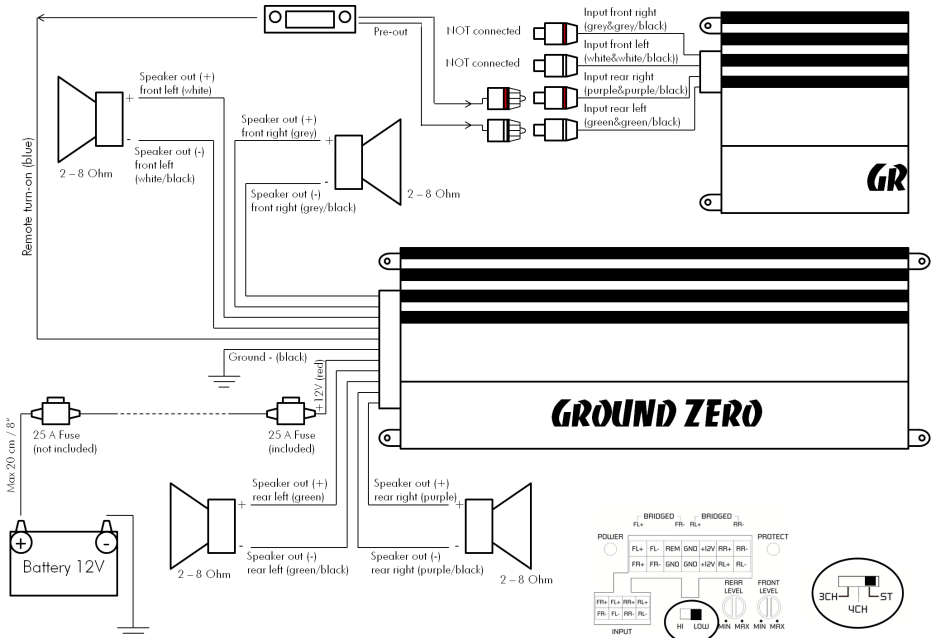 Pre-out
NOT connected
NOT connected
Input front right
(grey&grey/black)
Input front left
(white&white/black))
Input rear right
(purple&purple/black)
Input rear left
(green&green/black)
GR
Remote turn-on (blue)
Speaker out (+)
front left (white)
+
-
Speaker out (-)
front left
(white/black)
2 – 8 Ohm
Speaker out (+)
front right (grey)
+
-
Speaker out (-)
front right (grey/black)
2 – 8 Ohm
Ground - (black)
+12V (red)
GROUND ZERO
Max 20 cm / 8"
25 A Fuse
(not included)
25 A Fuse
(included)
+
-
Battery 12V
Speaker out (+)
rear left (green)
+
-
Speaker out (-)
rear left (green/black)
2 – 8 Ohm
Speaker out (+)
rear right (purple)
+
-
Speaker out (-)
rear right (purple/black)
2 – 8 Ohm
BRIDGED BRIDGED
FL+ FR- RL+ RR-
POWER PROTECT
FL+ FL- REM GND +12V RR+ RR-
FR+ FR- GND GND +12V RL+ RL-
REAR LEVEL
FRONT LEVEL
FR+ FL+ RR+ RL+
FR- FL- RR- RL-
INPUT
HI LOW
MIN MAX MIN MAX
3CH ST
4CH